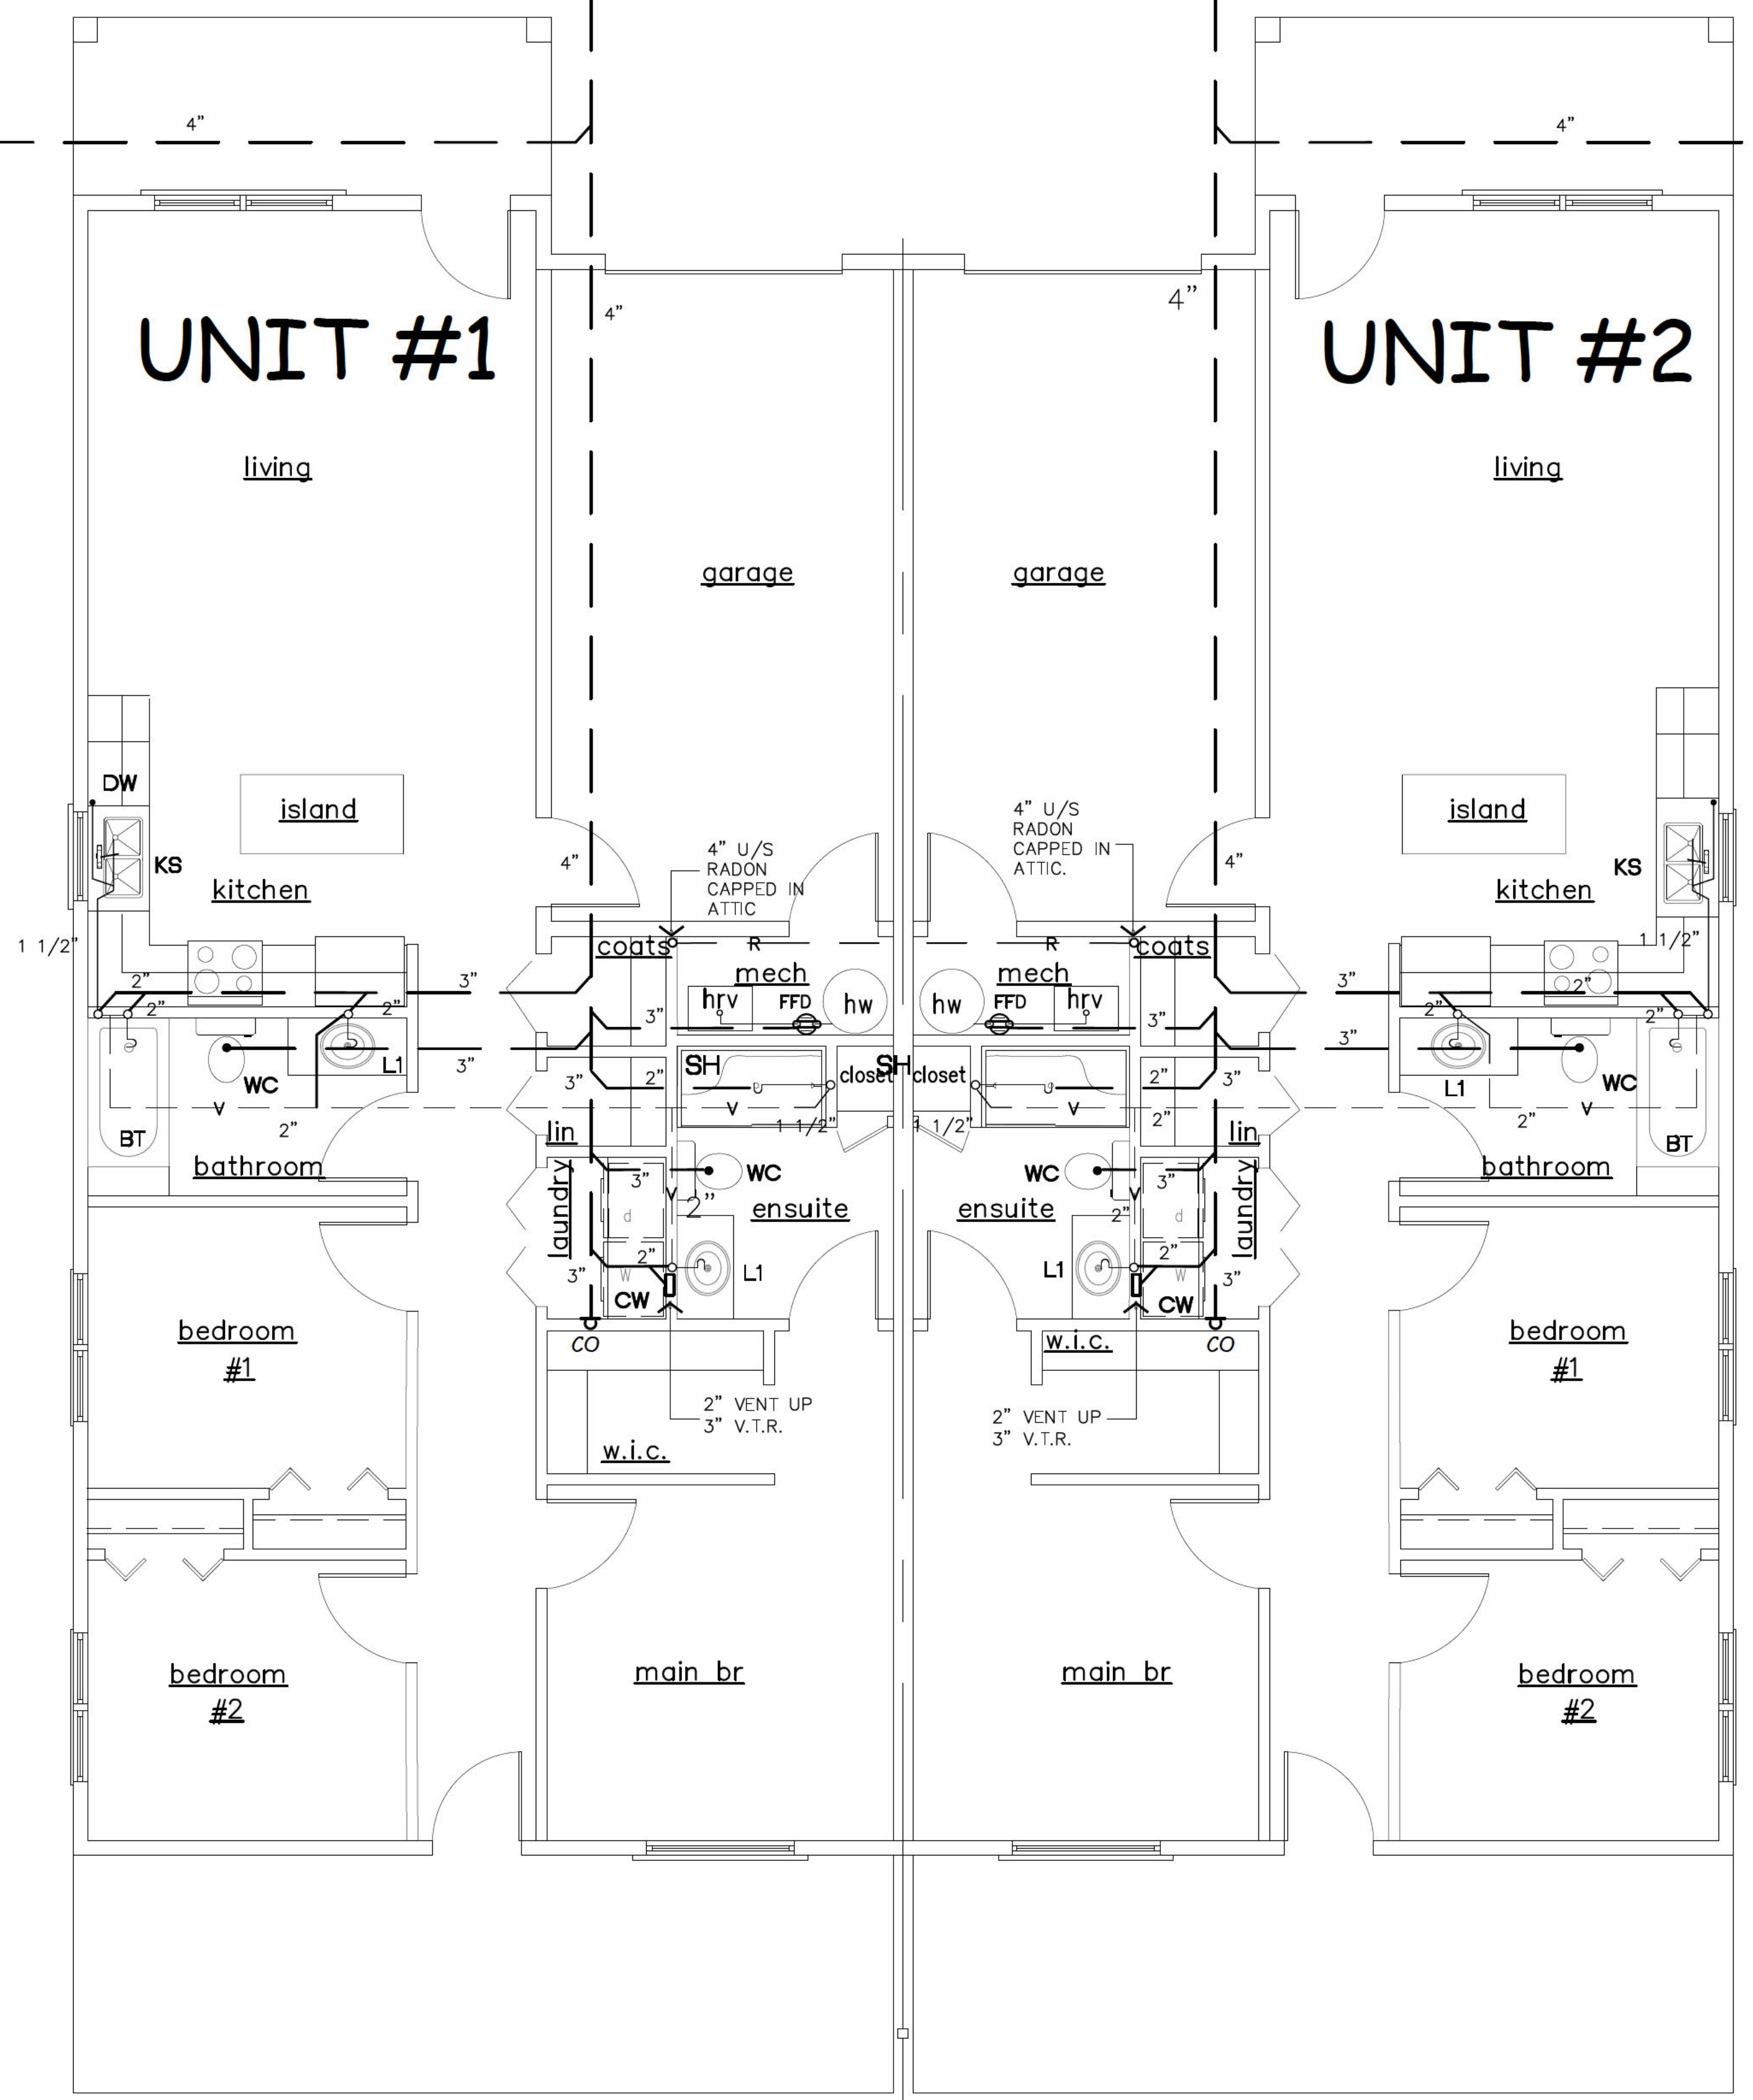 4”
4”
4”
4”
UNIT #1
UNIT #2
living
living
garage
garage
DW
island
island
4” U/S
RADON
CAPPED IN
ATTIC
4” U/S
RADON
CAPPED IN
ATTIC.
4”
4”
KS
KS
kitchen
kitchen
1 1/2”
coats
R
R
coats
1 1/2”
mech
mech
2”
3”
hrv
FFD
hw
hw
FFD
hrv
3”
2”
2”
2”
3”
3”
2”
2”
3”
3”
WC
L1
3”
2”
SH
closet
SH
closet
2”
3”
L1
WC
V
V
V
V
2”
1 1/2”
1 1/2”
2”
2”
BT
lin
lin
BT
bathroom
bathroom
laundry
3”
WC
WC
3”
laundry
V
V
2”
ensuite
ensuite
2”
d
d
2”
2”
3”
W
L1
L1
W
3”
CW
CW
bedroom
#1
CO
w.i.c.
CO
bedroom
#1
2” VENT UP
3” V.T.R.
2” VENT UP
3” V.T.R.
w.i.c.
bedroom
#2
main br
main br
bedroom
#2